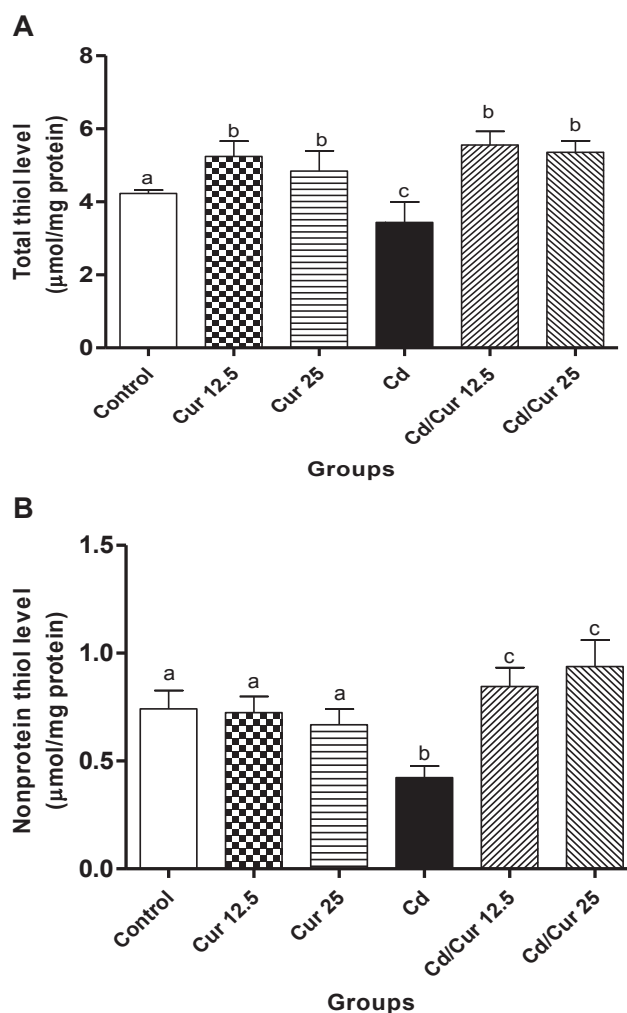 A
Total thiol level
(μmol/mg protein)
8
6
4
2
0
a
b
b
c
b
b
Control
Cur 12.5
Cur 25
Cd
Cd/Cur 12.5
Cd/Cur 25
Groups
B
Nonprotein thiol level
(μmol/mg protein)
1.5
1.0
0.5
0.0
a
a
a
b
c
c
Control
Cur 12.5
Cur 25
Cd
Cd/Cur 12.5
Cd/Cur 25
Groups